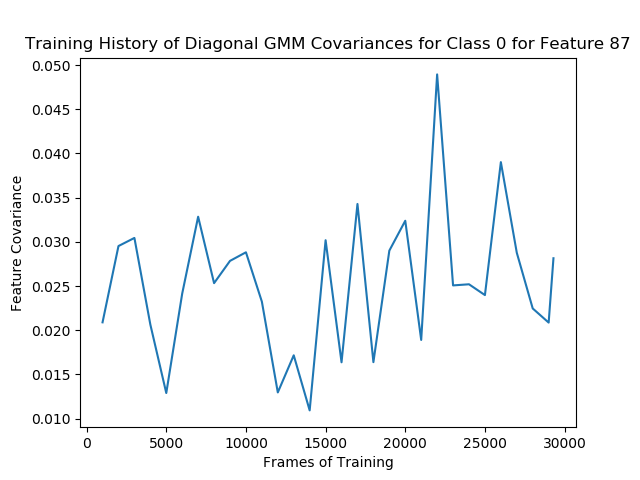 Training History of Diagonal GMM Covariances for Class 0 for Feature 87
0.050
0.045
0.040
0.035
0.030
0.025
0.020
0.015
0.010
Feature Covariance
0 5000 10000 15000 20000 25000 30000
Frames of Training